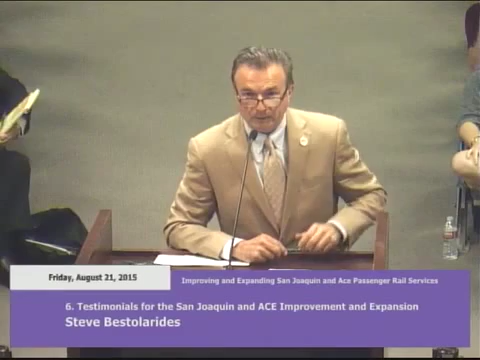 Friday, August 21, 2015
Improving and Expanding San Joaquin and Ace Passenger Rail Services
6. Testimonials for the San Joaquin and ACE Improvement and Expansion
Steve Bestolarides